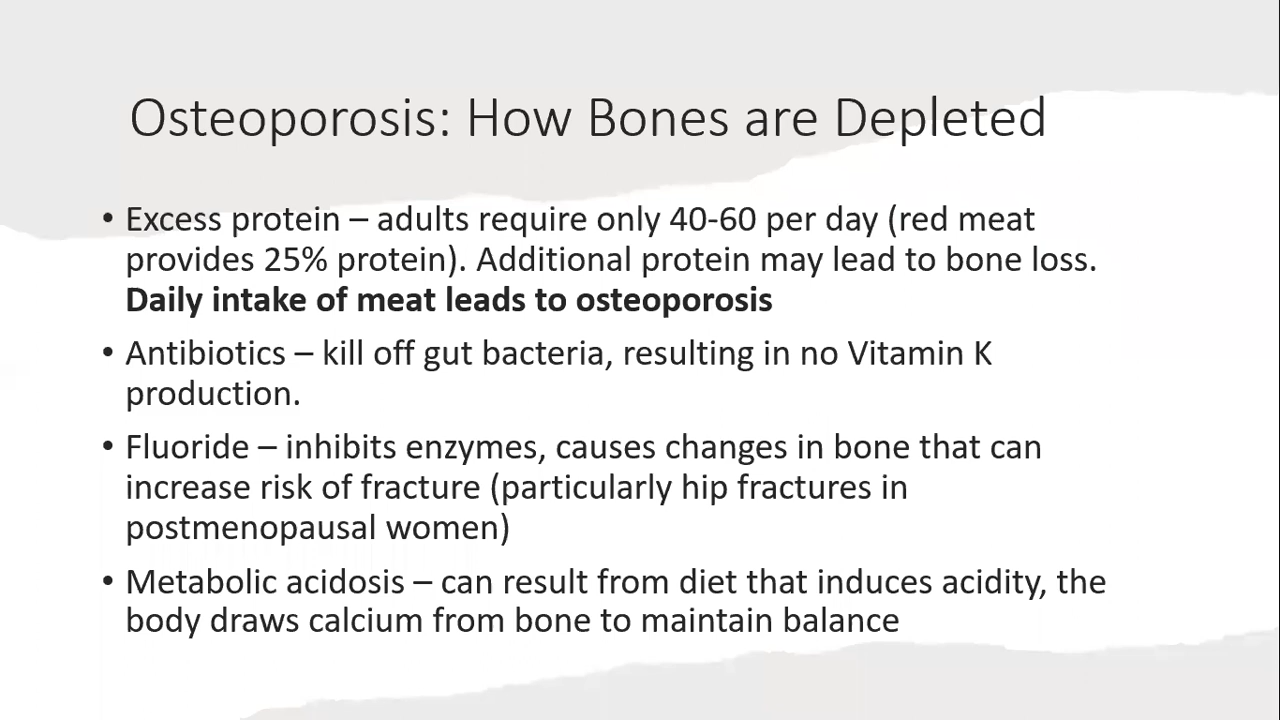 Osteoporosis: How Bones are Depleted
• Excess protein – adults require only 40-60 per day (red meat
provides 25% protein). Additional protein may lead to bone loss.
Daily intake of meat leads to osteoporosis
• Antibiotics – kill off gut bacteria, resulting in no Vitamin K
production.
• Fluoride – inhibits enzymes, causes changes in bone that can
increase risk of fracture (particularly hip fractures in
postmenopausal women)
• Metabolic acidosis – can result from diet that induces acidity, the
body draws calcium from bone to maintain balance